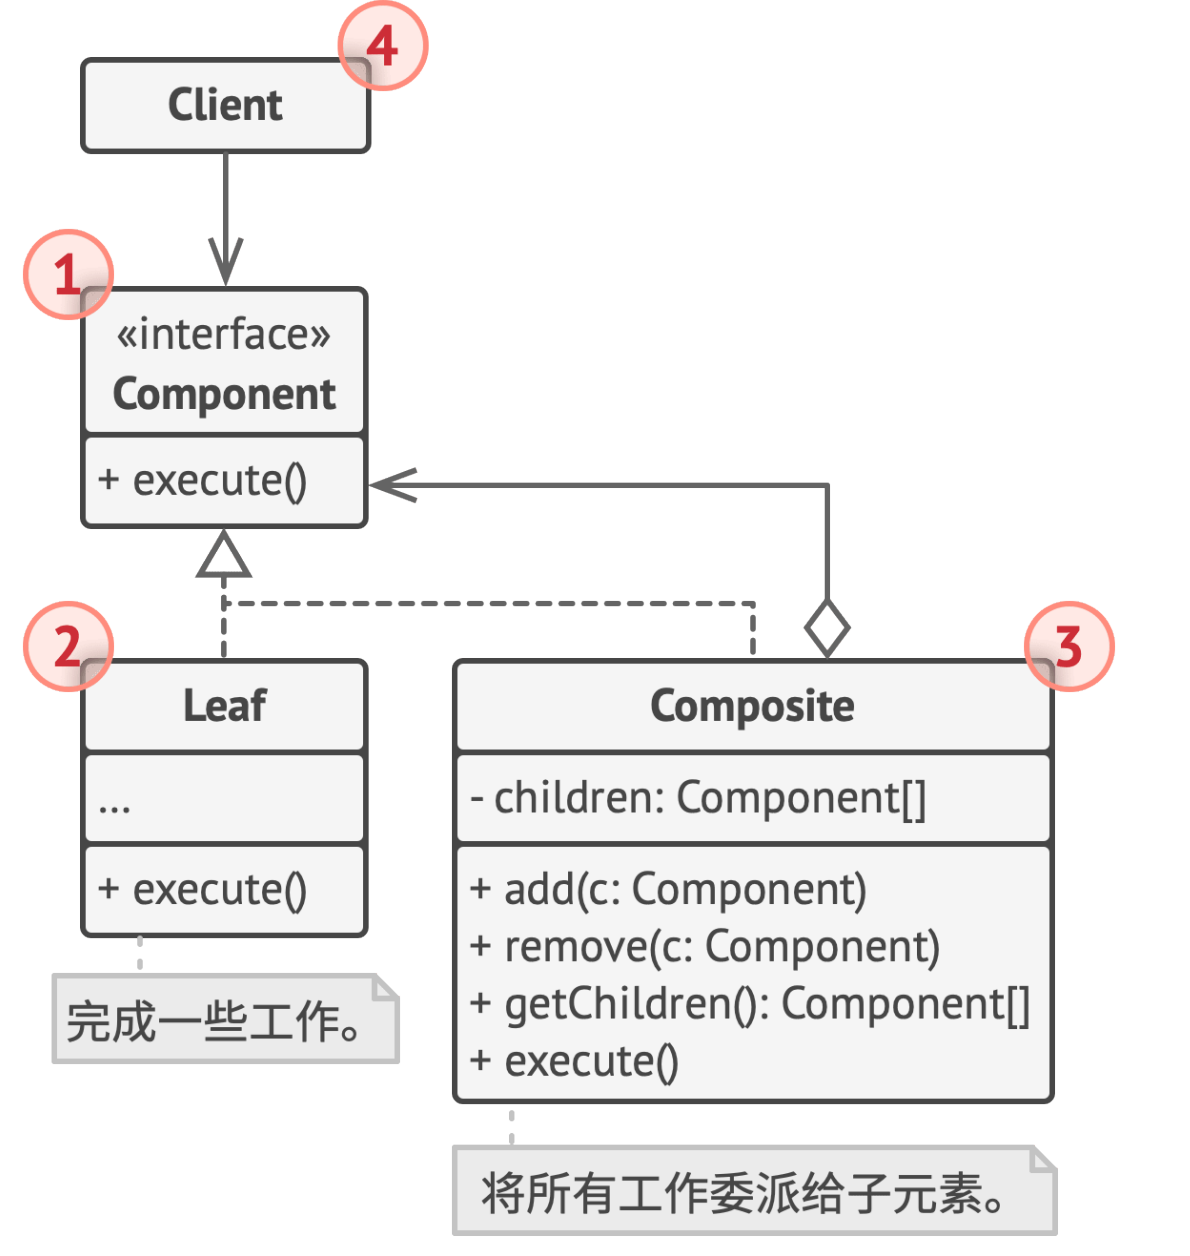 4
Client
1
«interface»
Component
+ execute()
2
Leaf
...
+ execute()
完成一些工作。
3
Composite
- children: Component[]
+ add(c: Component)
+ remove(c: Component)
+ getChildren(): Component[]
+ execute()
将所有工作委派给子元素。